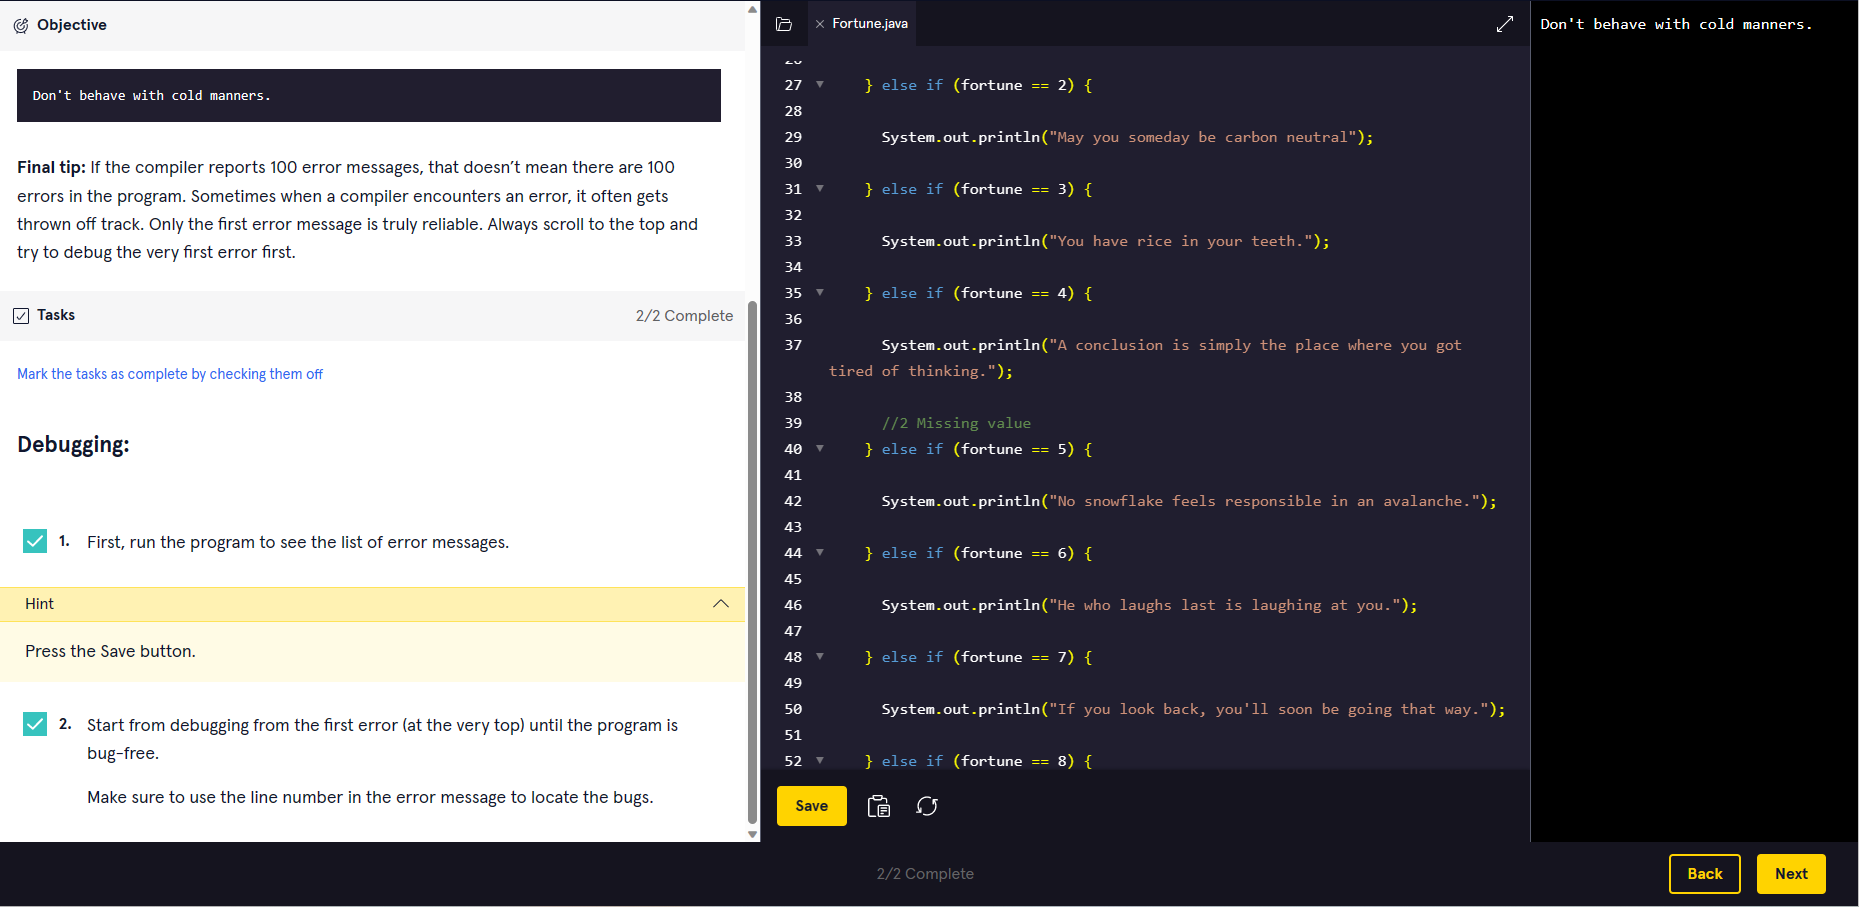 Objective
Don't behave with cold manners.
Final tip: If the compiler reports 100 error messages, that doesn’t mean there are 100
errors in the program. Sometimes when a compiler encounters an error, it often gets
thrown off track. Only the first error message is truly reliable. Always scroll to the top and
try to debug the very first error first.
Tasks
2/2 Complete
Mark the tasks as complete by checking them off
Debugging:
1. First, run the program to see the list of error messages.
Hint
Press the Save button.
2. Start from debugging from the first error (at the very top) until the program is
bug-free.
Make sure to use the line number in the error message to locate the bugs.
Fortune.java
27 } else if (fortune == 2) {
28
29 System.out.println("May you someday be carbon neutral");
30
31 } else if (fortune == 3) {
32
33 System.out.println("You have rice in your teeth.");
34
35 } else if (fortune == 4) {
36
37 System.out.println("A conclusion is simply the place where you got
tired of thinking.");
38
39 //2 Missing value
40 } else if (fortune == 5) {
41
42 System.out.println("No snowflake feels responsible in an avalanche.");
43
44 } else if (fortune == 6) {
45
46 System.out.println("He who laughs last is laughing at you.");
47
48 } else if (fortune == 7) {
49
50 System.out.println("If you look back, you'll soon be going that way.");
51
52 } else if (fortune == 8) {
Save
Don't behave with cold manners.
2/2 Complete
Back
Next